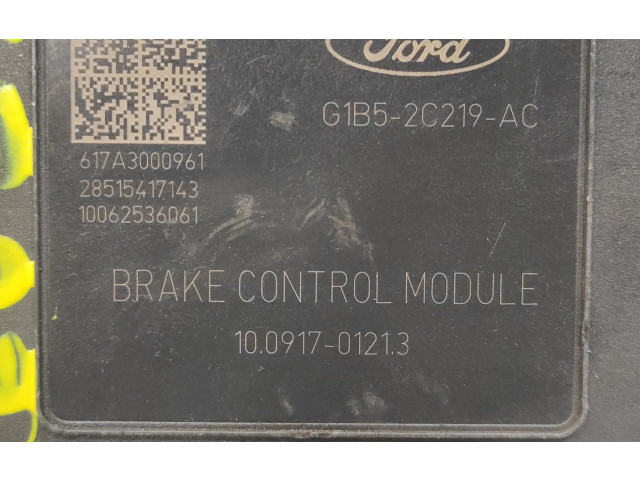 Ford
G1B5-2C219-AC
617A3000961
28515417143
10062536061
BRAKE CONTROL MODULE
10.0917-0121.3